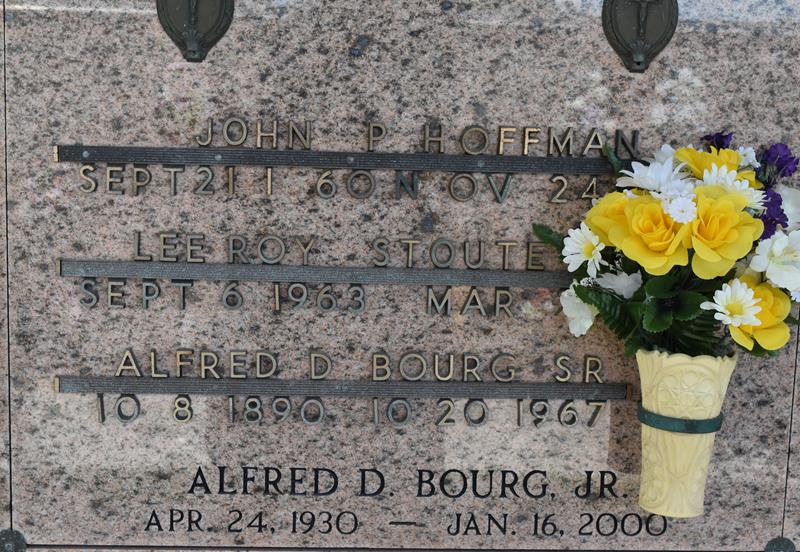 JOHN P HOFFMAN
SEPT 21 1 60 NOV 24
LEE ROY STOUTE
SEPT 6 1963 MAR
ALFRED D BOURG SR
10 8 1890 10 20 1967
ALFRED D. BOURG, JR.
APR. 24, 1930 — JAN. 16, 2000